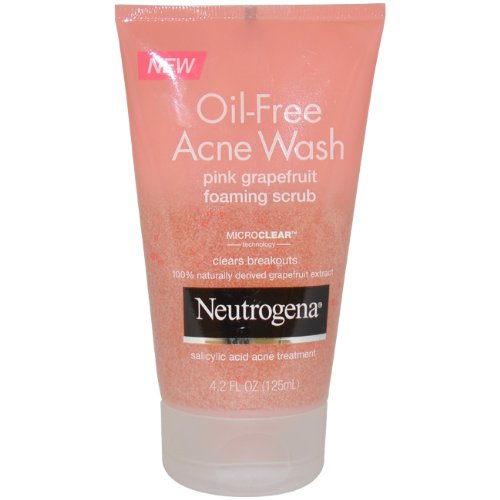 NEW
Oil-Free
Acne Wash
pink grapefruit
foaming scrub
MICROCLEAR™
technology
clears breakouts
100% naturally derived grapefruit extract
Neutrogena®
salicylic acid acne treatment
4.2 FL OZ (125mL)